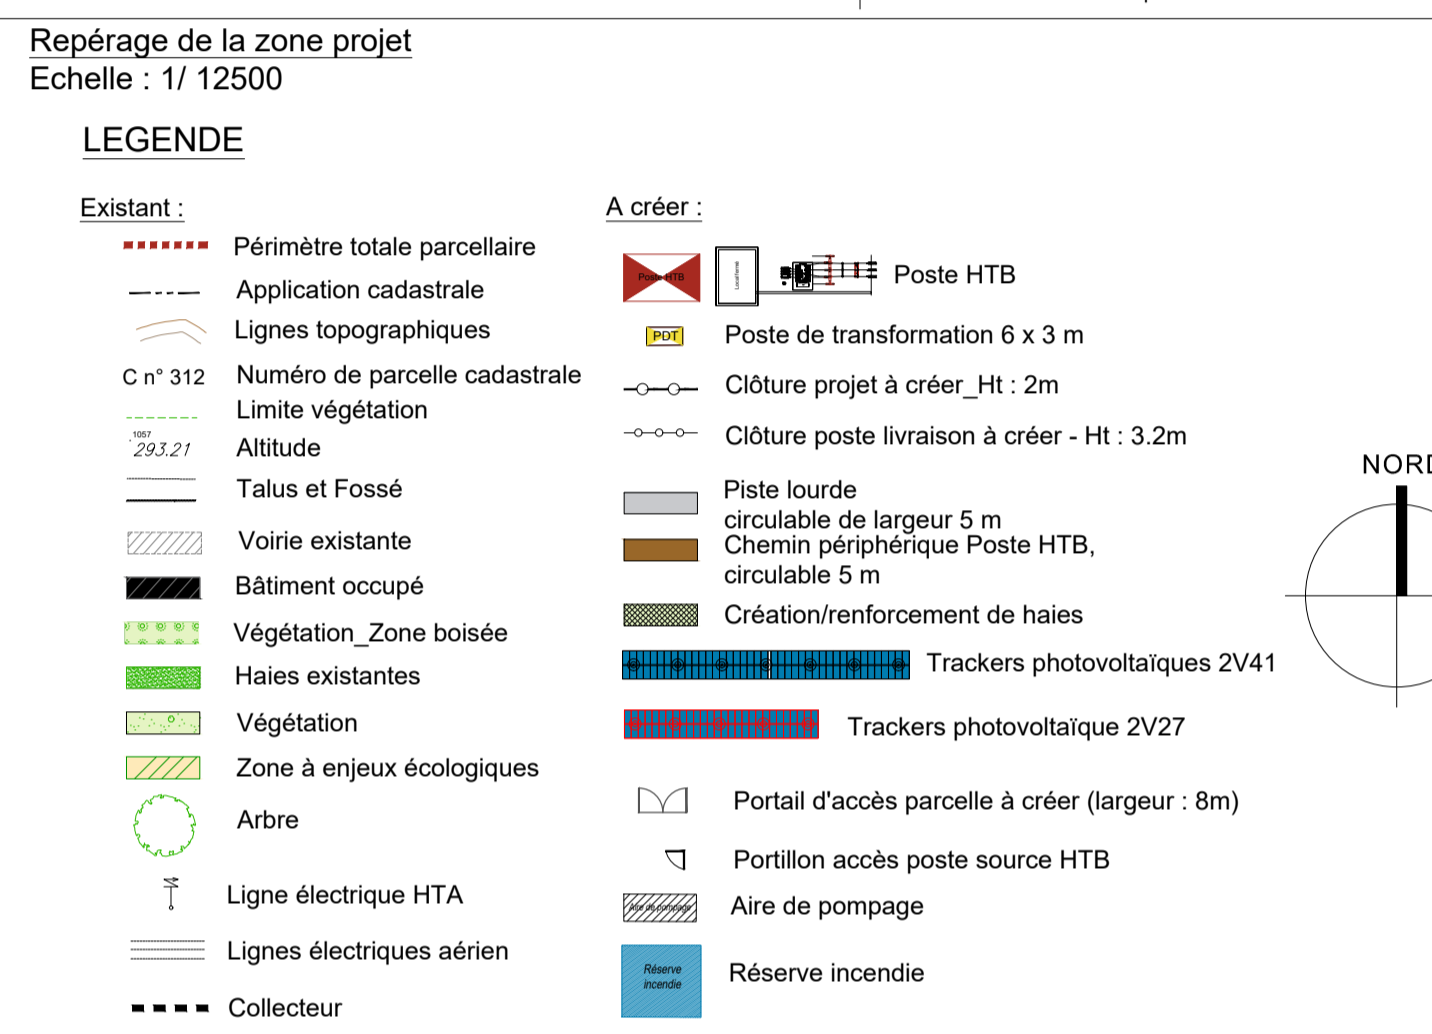 Repérage de la zone projet
Echelle : 1/ 12500
LEGENDE
Existant :
Périmètre totale parcellaire
Application cadastrale
Lignes topographiques
C n° 312 Numéro de parcelle cadastrale
Limite végétation
1057
293.21 Altitude
Talus et Fossé
Voirie existante
Bâtiment occupé
Végétation_Zone boisée
Haies existantes
Végétation
Zone à enjeux écologiques
Arbre
Ligne électrique HTA
Lignes électriques aérien
Collecteur
A créer :
Poste HTB
Poste HTB
PDT Poste de transformation 6 x 3 m
Clôture projet à créer_Ht : 2m
Clôture poste livraison à créer - Ht : 3.2m
Piste lourde
circulable de largeur 5 m
Chemin périphérique Poste HTB,
circulable 5 m
Création/renforcement de haies
Trackers photovoltaïques 2V41
Trackers photovoltaïque 2V27
Portail d'accès parcelle à créer (largeur : 8m)
Portillon accès poste source HTB
Aire de pompage Aire de pompage
Réserve
incendie
Réserve incendie
NORD